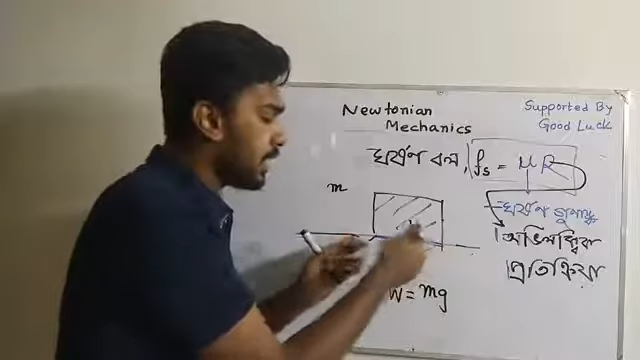 Newtonian
Mechanics
Supported By
Good Luck
ঘর্ষণ বল, fs = μR
m
ঘর্ষণ গুণাঙ্ক
অভিলম্বিক
প্রতিক্রিয়া
W = mg